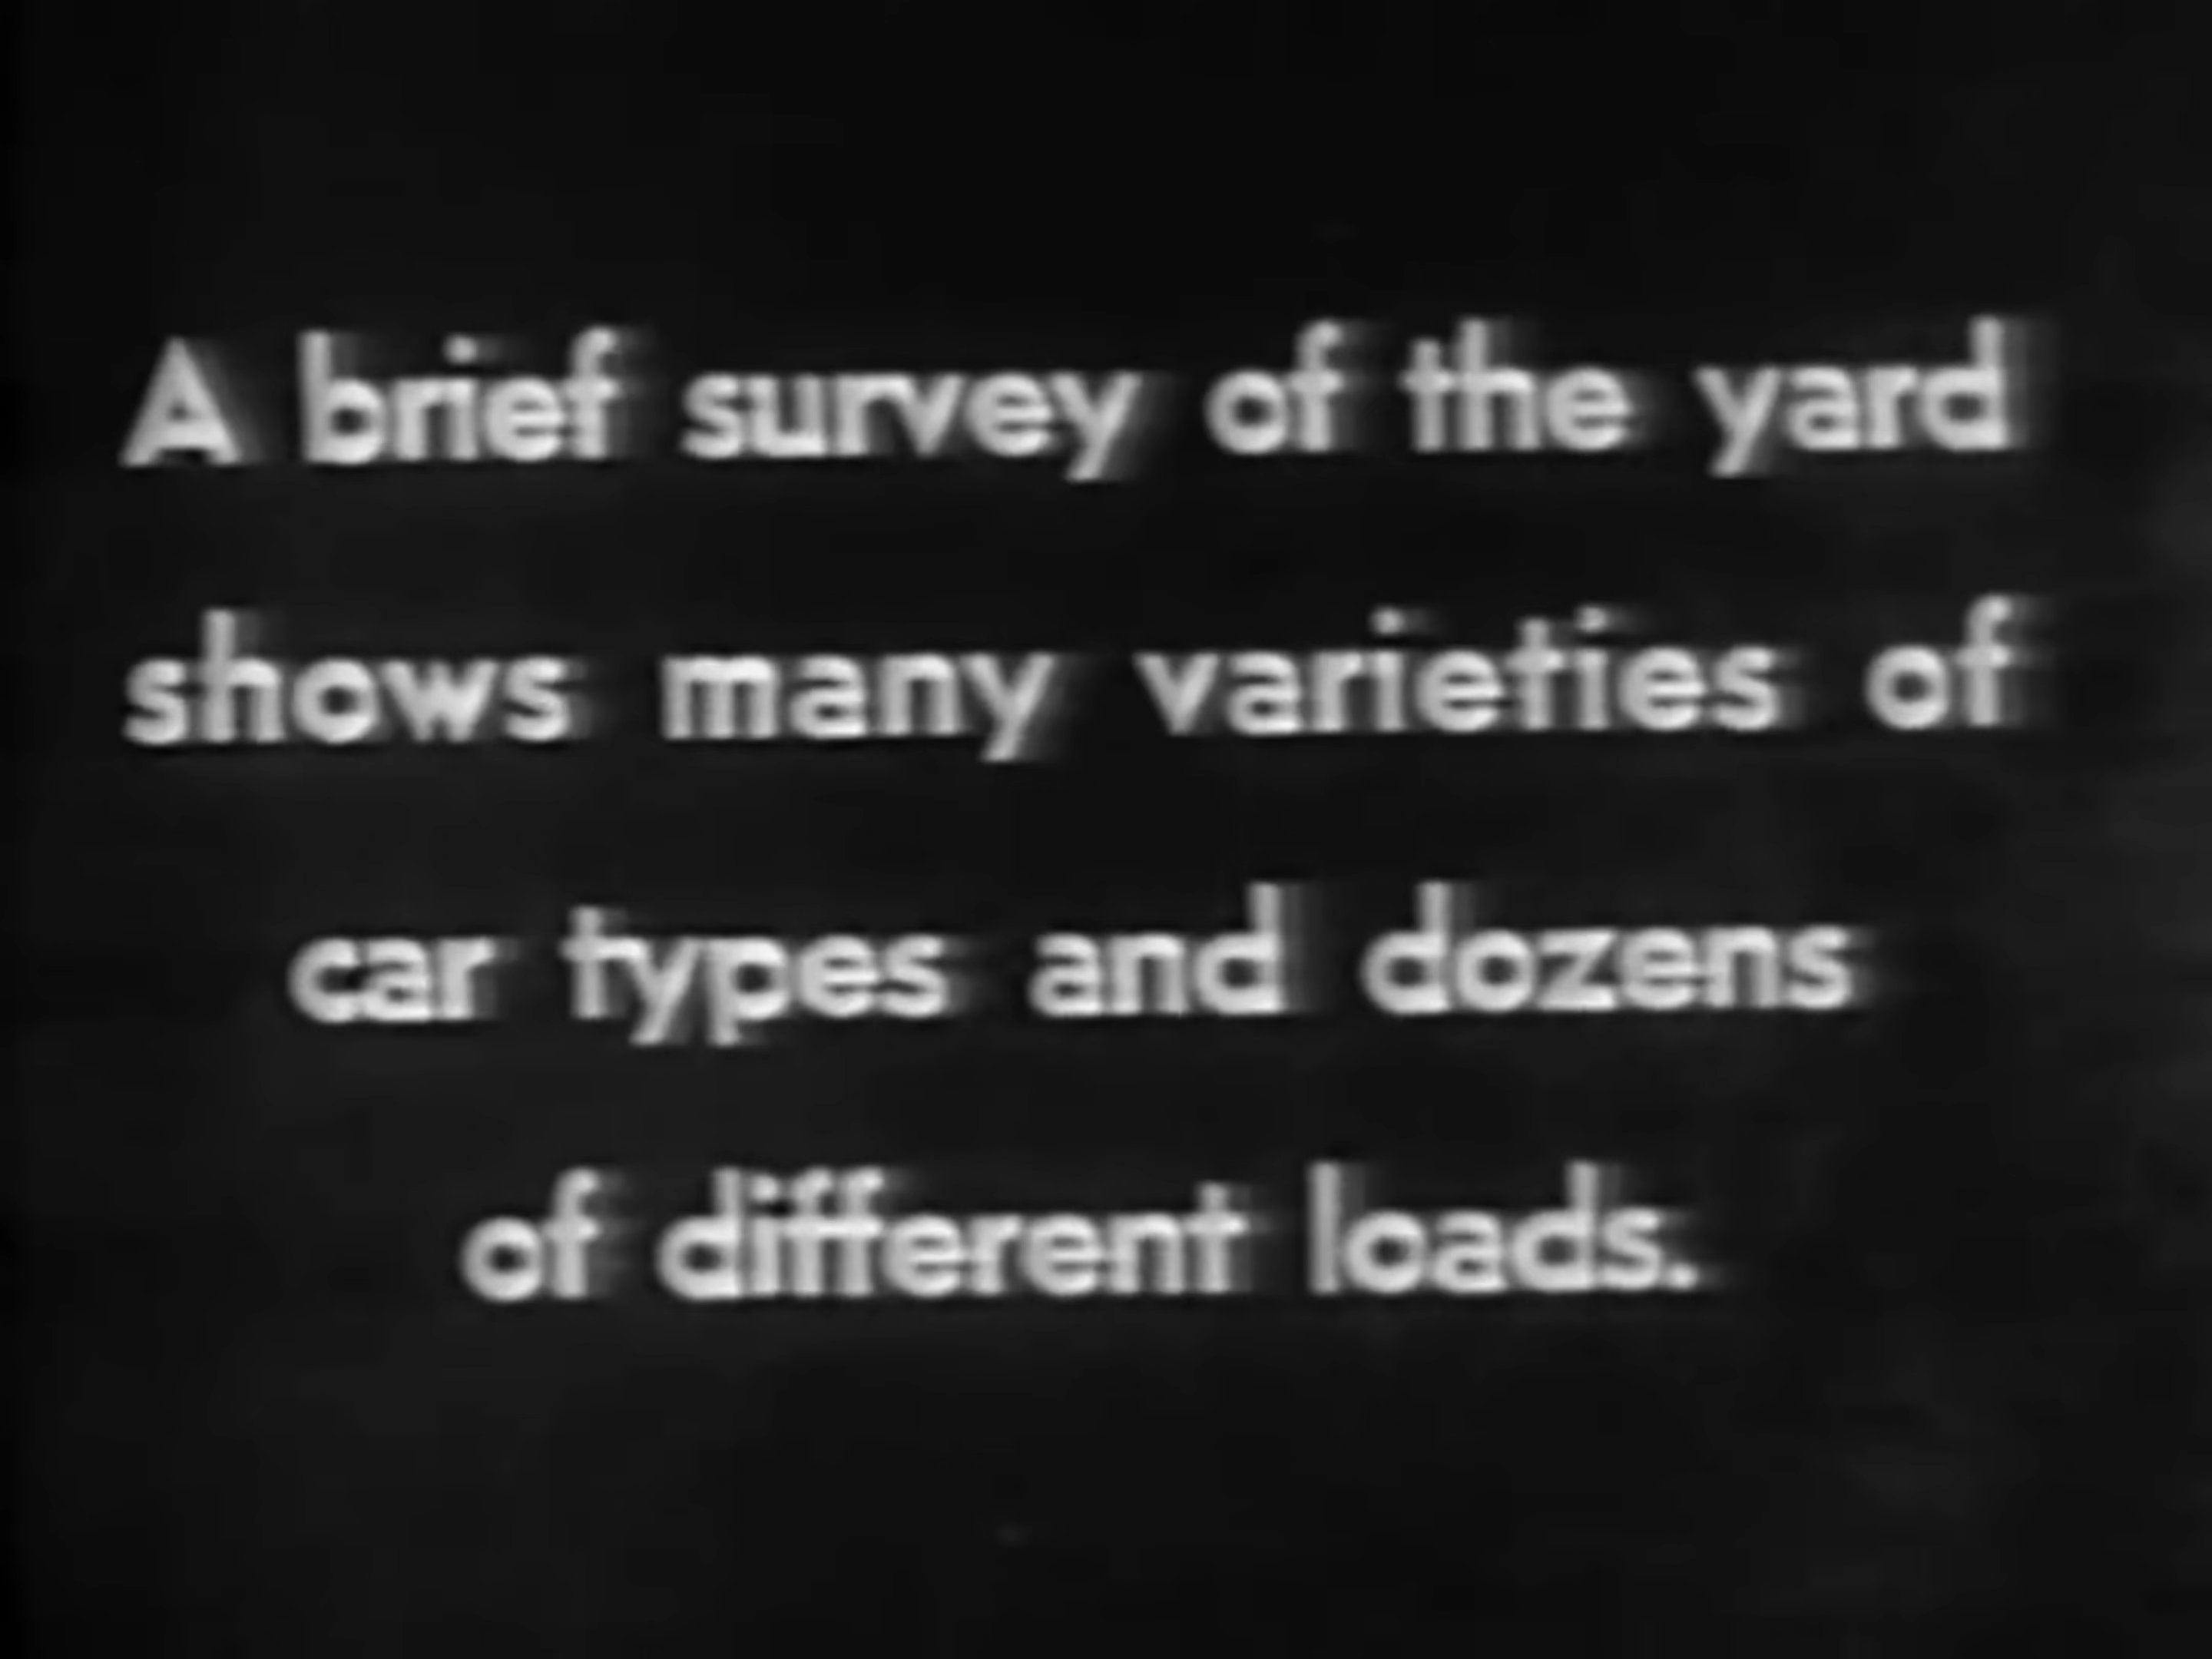 A brief survey of the yard
shows many varieties of
car types and dozens
of different loads.